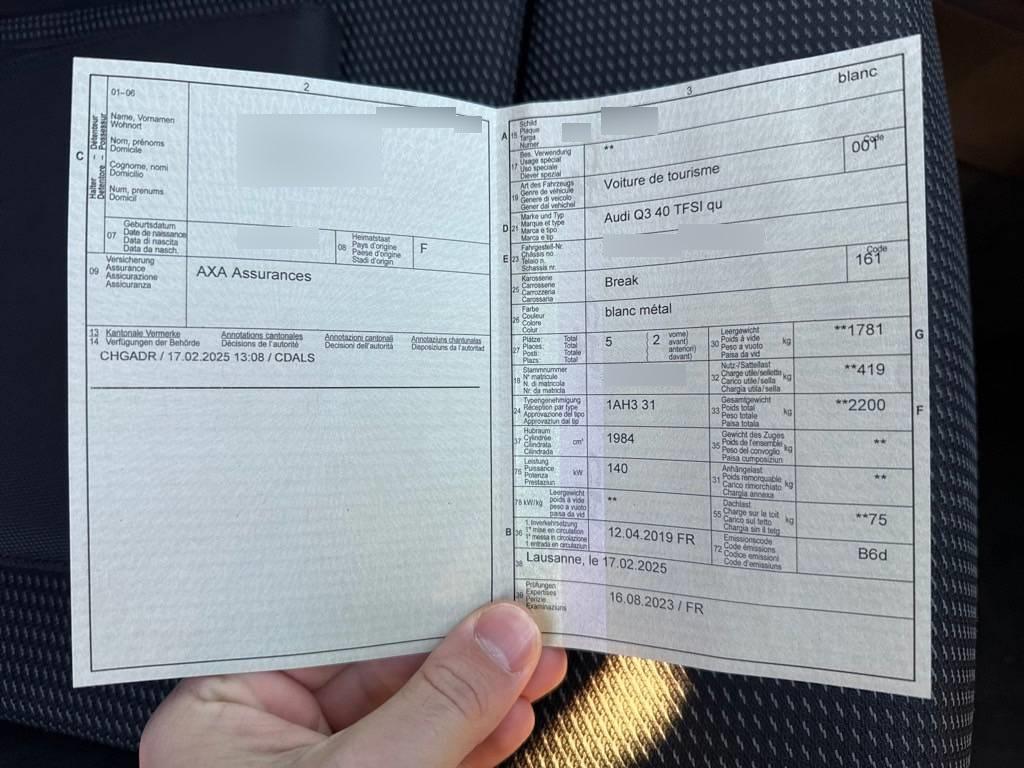 2
01–06
Name, Vornamen
Wohnort
Nom, prénoms
Domicile
Cognome, nomi
Domicilio
Num, prenums
Domicil
C
Halter – Détenteur
Detentore – Possessur
07
Geburtsdatum
Date de naissance
Data di nascita
Data da nasch.
08
Heimatstaat
Pays d'origine
Paese d'origine
Stadi d'origin
F
09
Versicherung
Assurance
Assicurazione
Assicuranza
AXA Assurances
13 Kantonale Vermerke Annotations cantonales Annotazioni cantonali Annotaziuns chantunalas
14 Verfügungen der Behörde Décisions de l'autorité Decisioni dell'autorità Disposiziuns da l'autoritad
CHGADR / 17.02.2025 13:08 / CDALS
3
blanc
A 15
Schild
Plaque
Targa
Numer
17
Bes. Verwendung
Usage spécial
Uso speciale
Diever spezial
**
19
Art des Fahrzeugs
Genre de véhicule
Genere di veicolo
Gener dal vehichel
Voiture de tourisme
Code
001
D 21
Marke und Typ
Marque et type
Marca e tipo
Marca e tip
Audi Q3 40 TFSI qu
E 23
Fahrgestell-Nr.
Châssis no
Telaio n.
Schassis nr.
25
Karosserie
Carrosserie
Carrozzeria
Carossaria
Break
Code
161
26
Farbe
Couleur
Colore
Colur
blanc métal
27
Plätze: Total
Places: Total
Posti: Totale
Plazs: Total
5
2
vorne)
avant)
anteriori)
davant)
30
Leergewicht
Poids à vide
Peso a vuoto
Paisa da vid
kg
**1781
G
18
Stammnummer
N° matricule
N. di matricola
Nr. da matricla
32
Nutz-/Sattellast
Charge utile/sellette
Carico utile/sella
Chargia utila/sella
kg
**419
24
Typengenehmigung
Réception par type
Approvazione del tipo
Approvaziun dal tip
1AH3 31
33
Gesamtgewicht
Poids total
Peso totale
Paisa totala
kg
**2200
F
37
Hubraum
Cylindrée
Cilindrata
Cilindrada
cm³
1984
35
Gewicht des Zuges
Poids de l'ensemble
Peso del convoglio
Paisa cumposiziun
kg
**
75
Leistung
Puissance
Potenza
Prestaziun
kW
140
31
Anhängelast
Poids remorquable
Carico rimorchiato
Chargia annexa
kg
**
78 kW/kg
Leergewicht
poids à vide
peso a vuoto
paisa da vid
**
55
Dachlast
Charge sur le toit
Carico sul tetto
Chargia sin il tetg
kg
**75
B 36
1. Inverkehrsetzung
1re mise en circulation
1a messa in circolazione
1. entrada en circulaziun
12.04.2019 FR
72
Emissionscode
Code émissions
Codice emissioni
Code d'emissiuns
B6d
38
Lausanne, le 17.02.2025
39
Prüfungen
Expertises
Perizie
Examinaziuns
16.08.2023 / FR